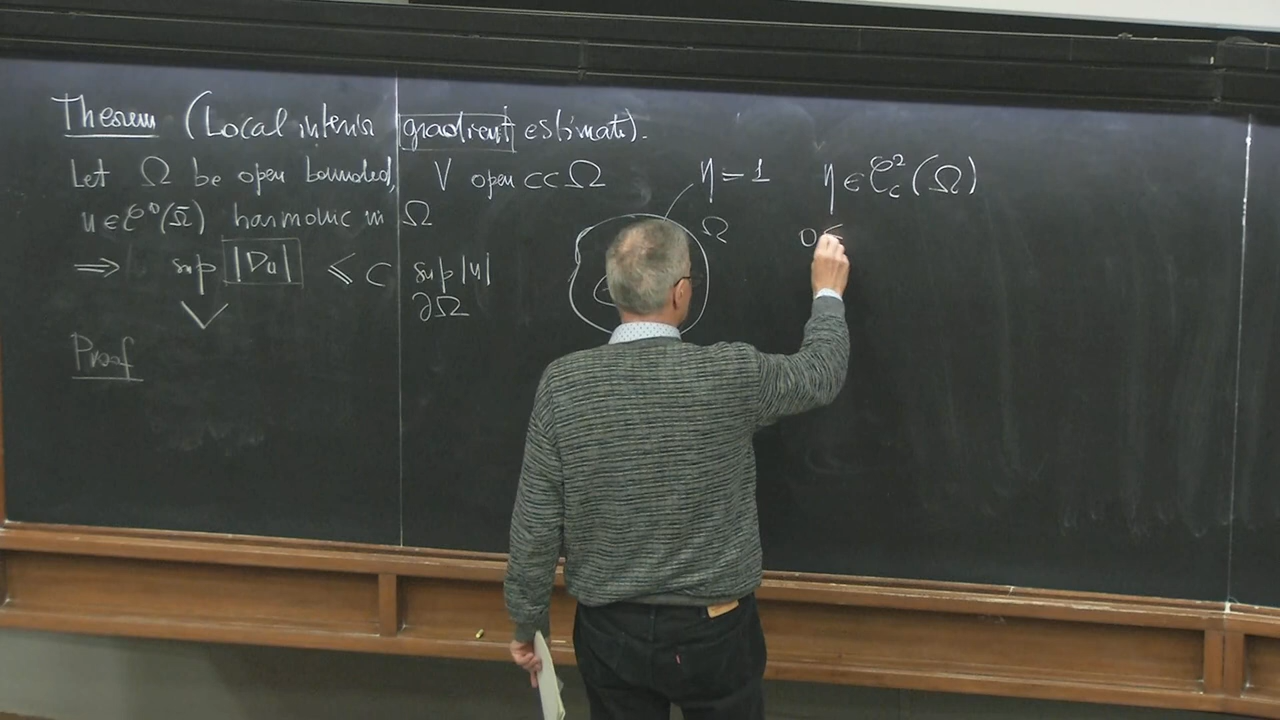 Theorem (Local interior gradient estimate).
Let Ω be open bounded, V open ⊂⊂ Ω
u ∈ C⁰(Ω̄) harmonic in Ω
⟹ sup |Du| ≤ C sup |u|
V ∂Ω
Proof
η = 1
Ω
η ∈ C²_c(Ω)
0 ≤